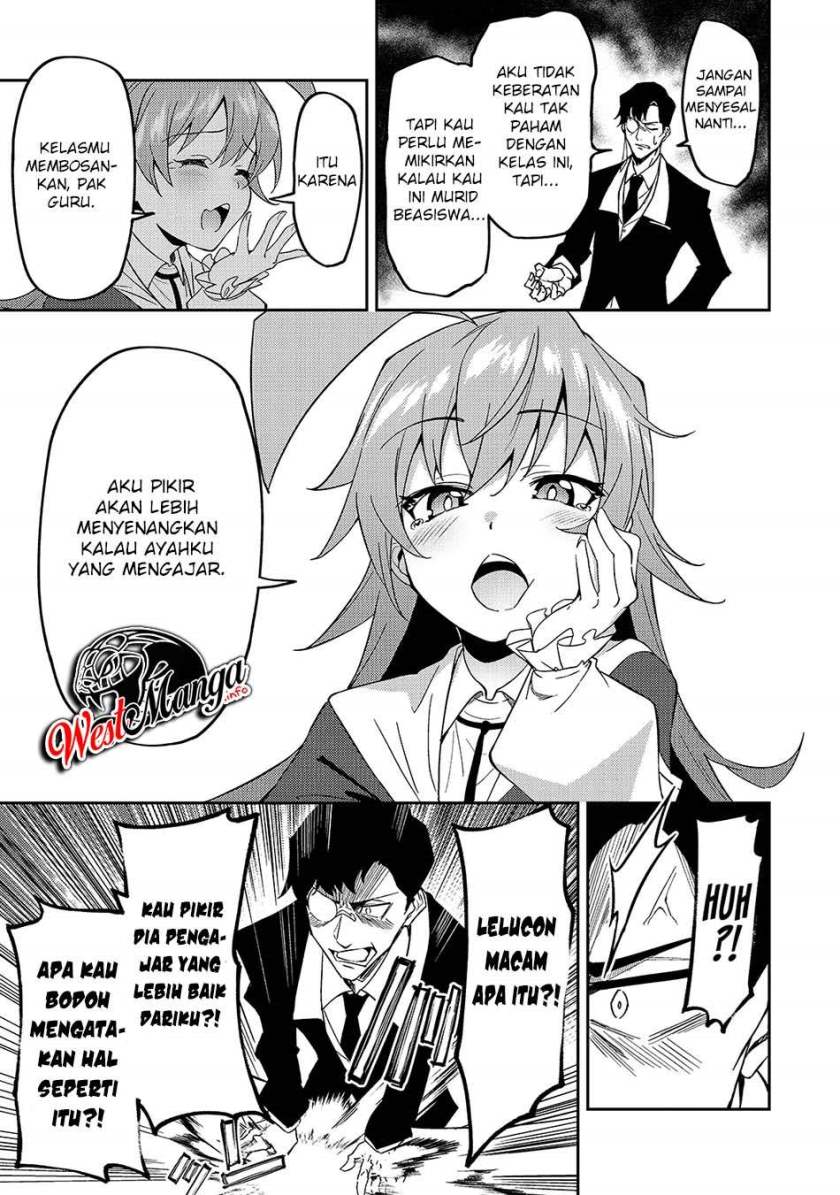 JANGAN
SAMPAI
MENYESAL
NANTI...
AKU TIDAK
KEBERATAN
KAU TAK
PAHAM
DENGAN
KELAS INI,
TAPI...
TAPI KAU
PERLU ME-
MIKIRKAN
KALAU KAU
INI MURID
BEASISWA...
ITU
KARENA
KELASMU
MEMBOSAN-
KAN, PAK
GURU.
AKU PIKIR
AKAN LEBIH
MENYENANGKAN
KALAU AYAHKU
YANG MENGAJAR.
WestManga
.info
HUH
?!
LELUCON
MACAM
APA ITU?!
KAU PIKIR
DIA PENGA-
JAR YANG
LEBIH BAIK
DARIKU?!
APA KAU
BODOH
MENGATA-
KAN HAL
SEPERTI
ITU?!